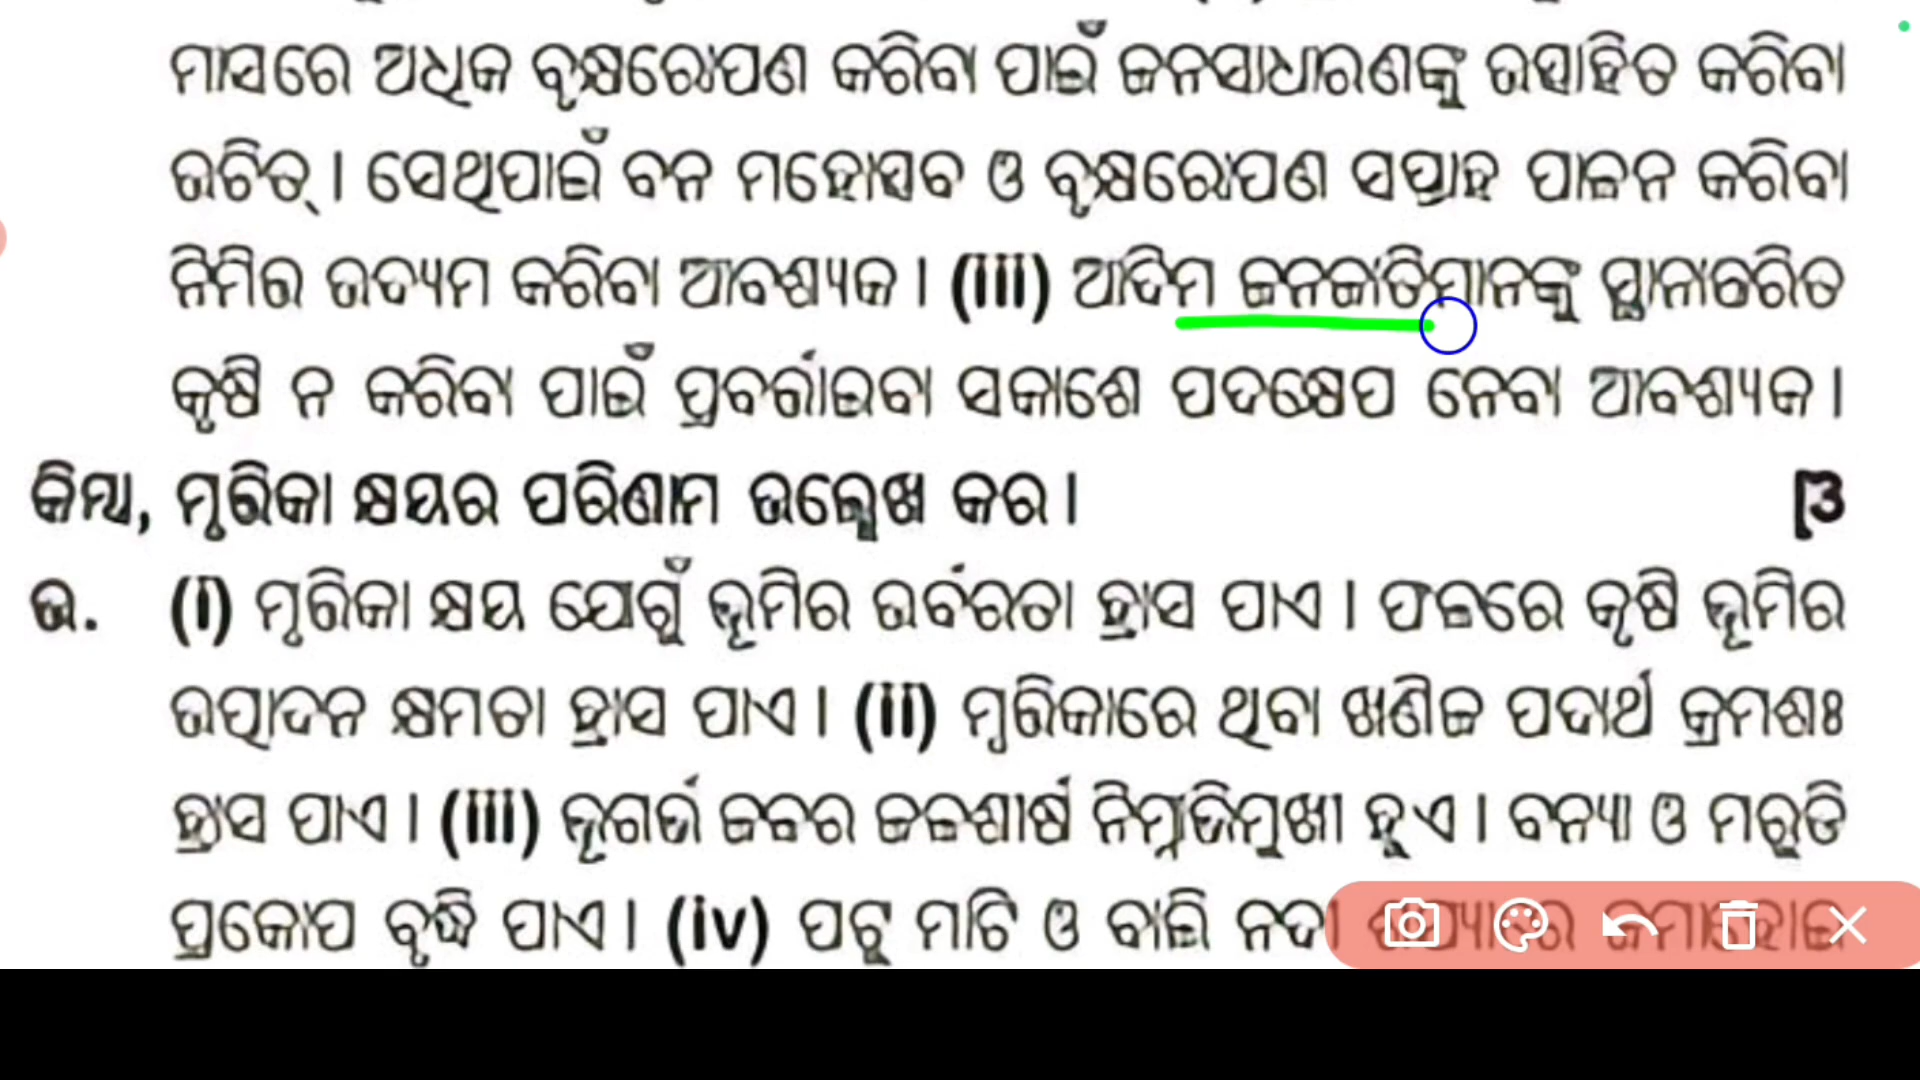 ମାସରେ ଅଧିକ ବୃକ୍ଷରୋପଣ କରିବା ପାଇଁ ଜନସାଧାରଣଙ୍କୁ ଉତ୍ସାହିତ କରିବା
ଉଚିତ୍ । ସେଥିପାଇଁ ବନ ମହୋତ୍ସବ ଓ ବୃକ୍ଷରୋପଣ ସପ୍ତାହ ପାଳନ କରିବା
ନିମିତ୍ତ ଉଦ୍ୟମ କରିବା ଆବଶ୍ୟକ । (iii) ଆଦିମ ଜନଜାତିମାନଙ୍କୁ ସ୍ଥାନାନ୍ତରିତ
କୃଷି ନ କରିବା ପାଇଁ ପ୍ରବର୍ତ୍ତାଇବା ସକାଶେ ପଦକ୍ଷେପ ନେବା ଆବଶ୍ୟକ ।
କିମ୍ବା, ମୃତ୍ତିକା କ୍ଷୟର ପରିଣାମ ଉଲ୍ଲେଖ କର । [3
ଉ. (i) ମୃତ୍ତିକା କ୍ଷୟ ଯୋଗୁଁ ଭୂମିର ଉର୍ବରତା ହ୍ରାସ ପାଏ । ଫଳରେ କୃଷି ଭୂମିର
ଉତ୍ପାଦନ କ୍ଷମତା ହ୍ରାସ ପାଏ । (ii) ମୃତ୍ତିକାରେ ଥିବା ଖଣିଜ ପଦାର୍ଥ କ୍ରମଶଃ
ହ୍ରାସ ପାଏ । (iii) ଭୂଗର୍ଭ ଜଳର ଜଳଶୀର୍ଷ ନିମ୍ନାଭିମୁଖୀ ହୁଏ । ବନ୍ୟା ଓ ମରୁଡ଼ି
ପ୍ରକୋପ ବୃଦ୍ଧି ପାଏ । (iv) ପଟୁ ମାଟି ଓ ବାଲି ନଦୀ